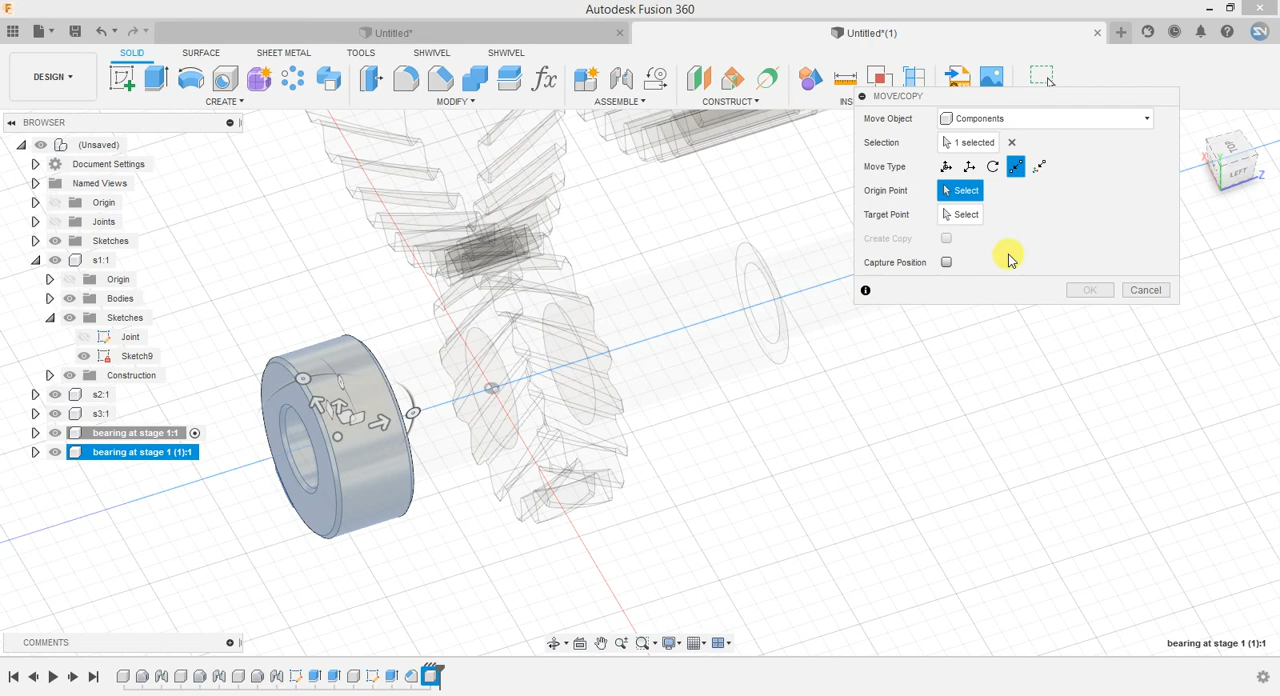 Autodesk Fusion 360
Untitled*
Untitled*(1)
SOLID SURFACE SHEET METAL TOOLS SHWIVEL SHWIVEL
DESIGN
CREATE MODIFY ASSEMBLE CONSTRUCT INS
BROWSER
(Unsaved)
Document Settings
Named Views
Origin
Joints
Sketches
s1:1
Origin
Bodies
Sketches
Joint
Sketch9
Construction
s2:1
s3:1
bearing at stage 1:1
bearing at stage 1 (1):1
MOVE/COPY
Move Object Components
Selection 1 selected
Move Type
Origin Point Select
Target Point Select
Create Copy
Capture Position
OK Cancel
TOP
LEFT
X
Y
Z
COMMENTS
bearing at stage 1 (1):1